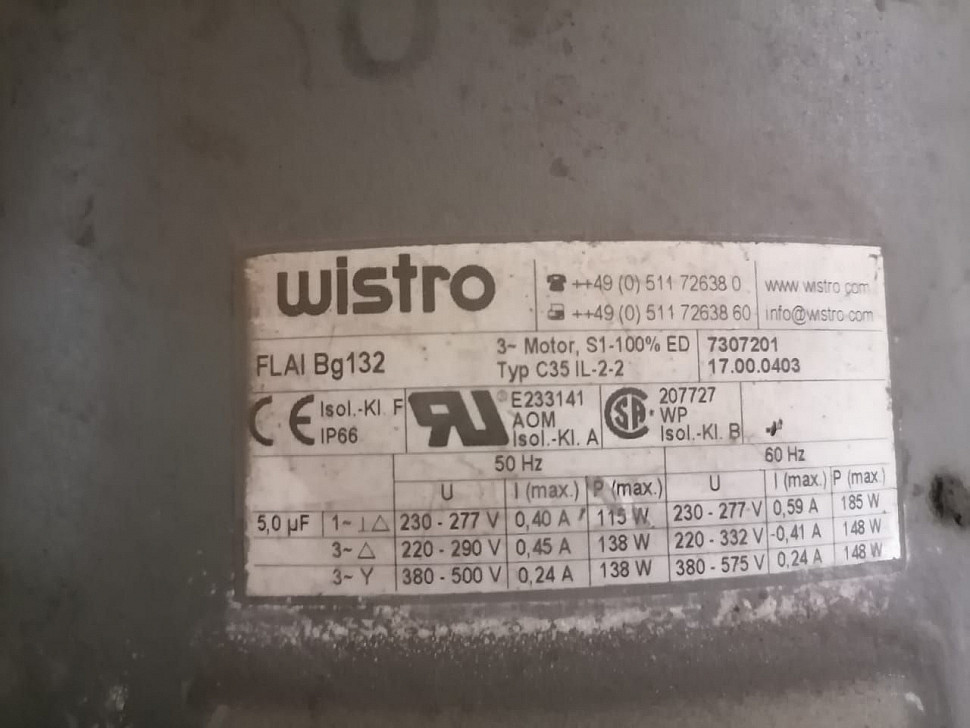 wistro
☎ ++49 (0) 511 72638 0
++49 (0) 511 72638 60
www wistro com
info@wistro.com
FLAI Bg132
3~ Motor, S1-100% ED
Typ C35 IL-2-2
7307201
17.00.0403
CE Isol.-Kl. F
IP66
RU ® E233141
AOM
Isol.-Kl. A
SA 207727
WP
Isol.-Kl. B
50 Hz 60 Hz
U I (max.) P (max.) U I (max.) P (max.)
5,0 µF 1~ ⊥ △ 230 - 277 V 0,40 A 115 W 230 - 277 V 0,59 A 185 W
3~ △ 220 - 290 V 0,45 A 138 W 220 - 332 V 0,41 A 148 W
3~ Y 380 - 500 V 0,24 A 138 W 380 - 575 V 0,24 A 148 W